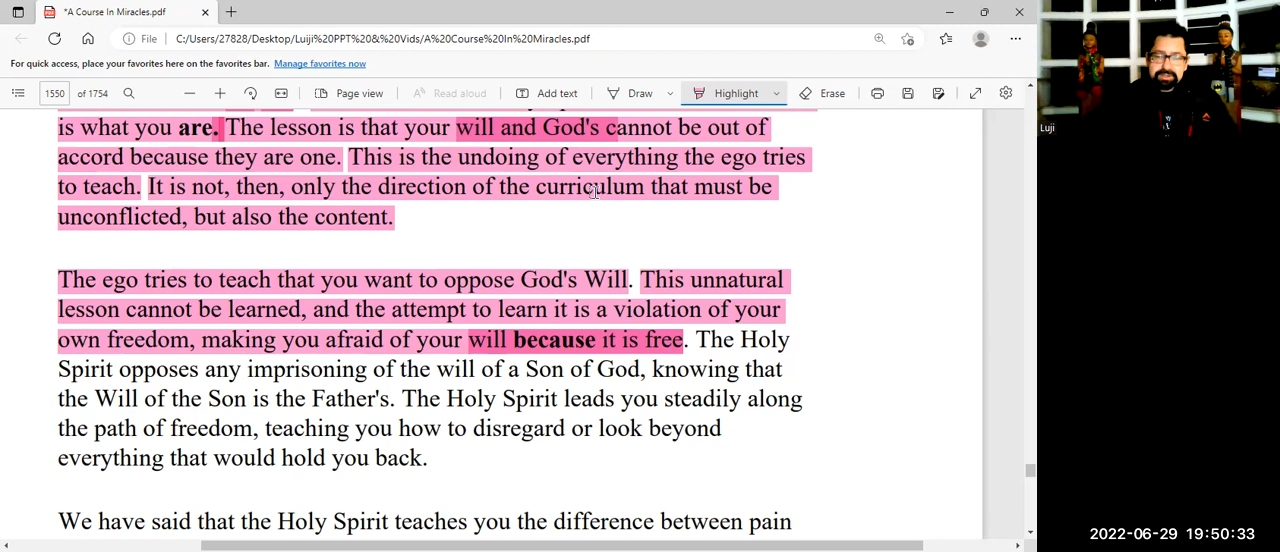 *A Course In Miracles.pdf
File C:/Users/27828/Desktop/Luiji%20PPT%20&%20Vids/A%20Course%20In%20Miracles.pdf
For quick access, place your favorites here on the favorites bar. Manage favorites now
1550 of 1754 Page view Read aloud Add text Draw Highlight Erase
is what you are. The lesson is that your will and God's cannot be out of
accord because they are one. This is the undoing of everything the ego tries
to teach. It is not, then, only the direction of the curriculum that must be
unconflicted, but also the content.
The ego tries to teach that you want to oppose God's Will. This unnatural
lesson cannot be learned, and the attempt to learn it is a violation of your
own freedom, making you afraid of your will because it is free. The Holy
Spirit opposes any imprisoning of the will of a Son of God, knowing that
the Will of the Son is the Father's. The Holy Spirit leads you steadily along
the path of freedom, teaching you how to disregard or look beyond
everything that would hold you back.
We have said that the Holy Spirit teaches you the difference between pain
Luji
2022-06-29 19:50:33